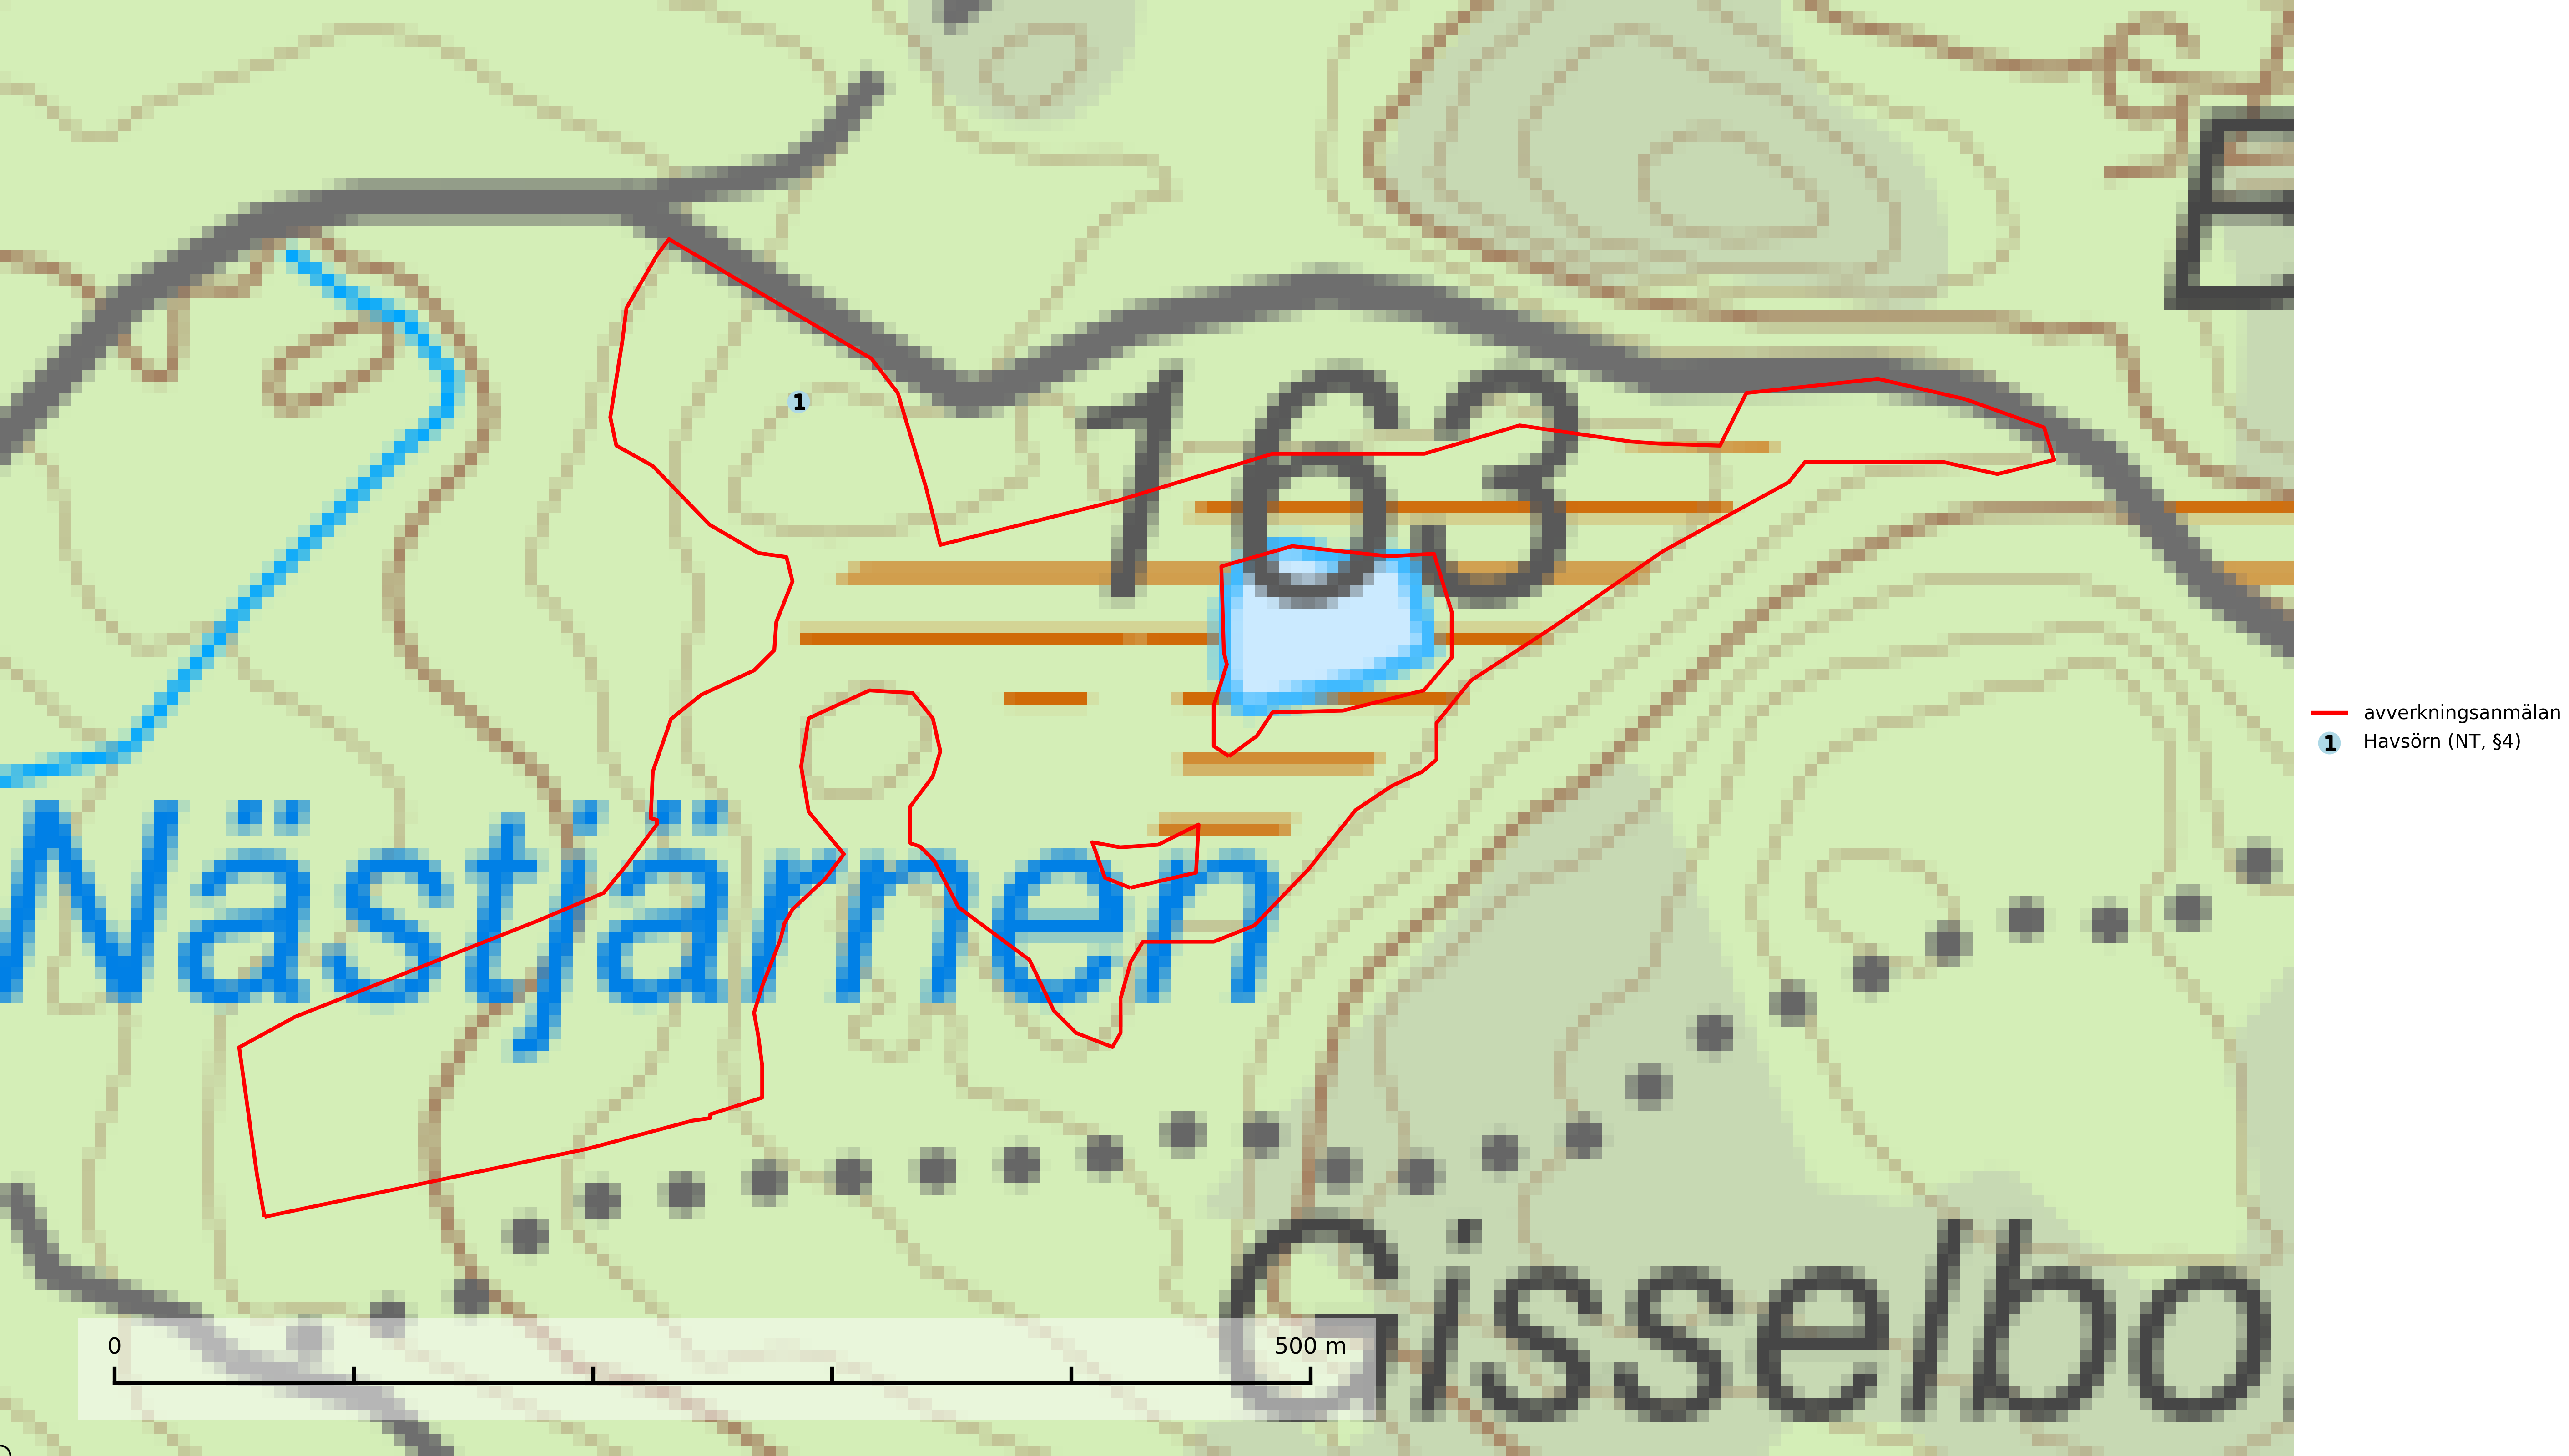 163
Nästjärnen
avverkningsanmälan
1 Havsörn (NT, §4)
1
Gisselbo
0 500 m